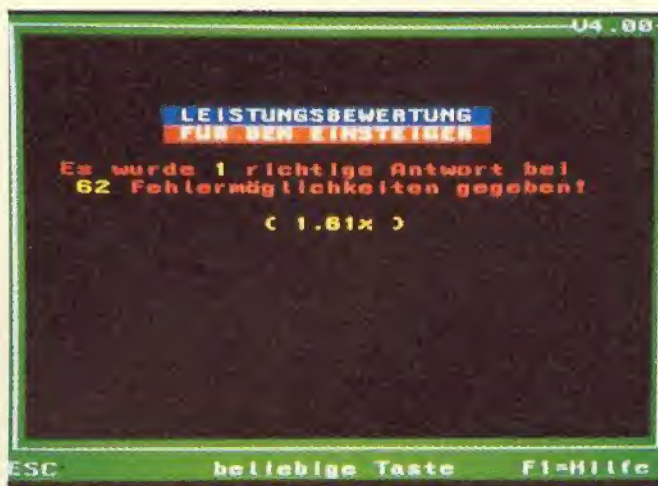 V4.00
LEISTUNGSBEWERTUNG
FÜR DEN EINSTEIGER
Es wurde 1 richtige Antwort bei
62 Fehlermöglichkeiten gegeben!
( 1.61% )
ESC beliebige Taste F1=Hilfe